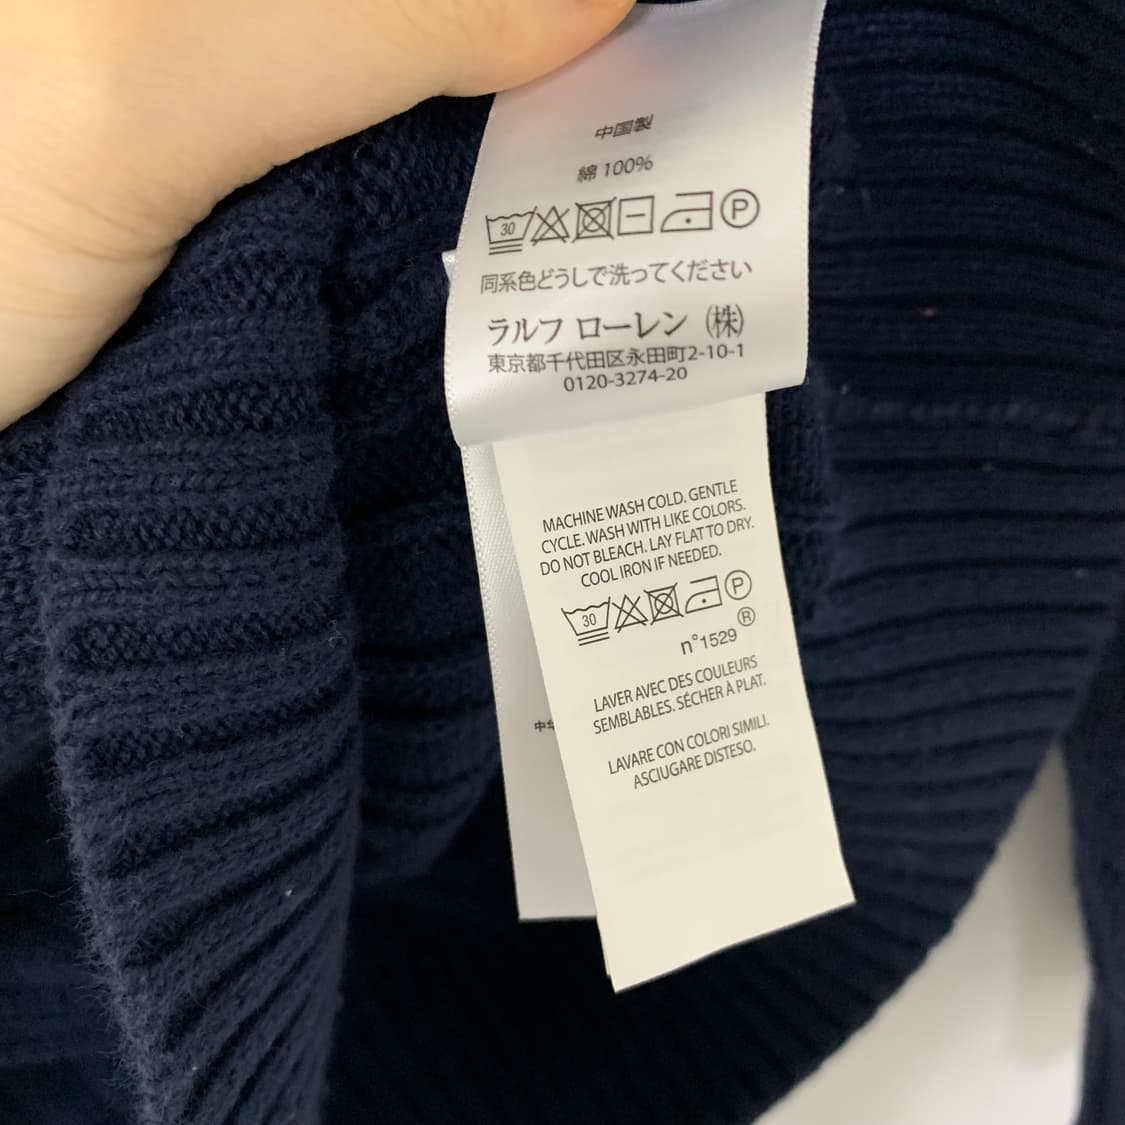 中国製
綿 100%
30 P
同系色どうしで洗ってください
ラルフ ローレン (株)
東京都千代田区永田町2-10-1
0120-3274-20
MACHINE WASH COLD. GENTLE
CYCLE. WASH WITH LIKE COLORS.
DO NOT BLEACH. LAY FLAT TO DRY.
COOL IRON IF NEEDED.
30 P
n°1529 ®
LAVER AVEC DES COULEURS
SEMBLABLES. SÉCHER À PLAT.
LAVARE CON COLORI SIMILI.
ASCIUGARE DISTESO.